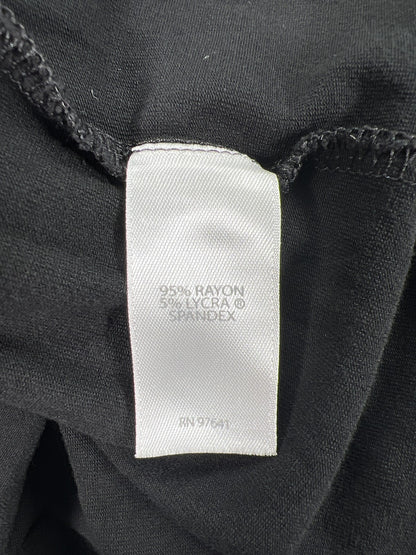 95% RAYON
5% LYCRA ®
SPANDEX
RN 97641